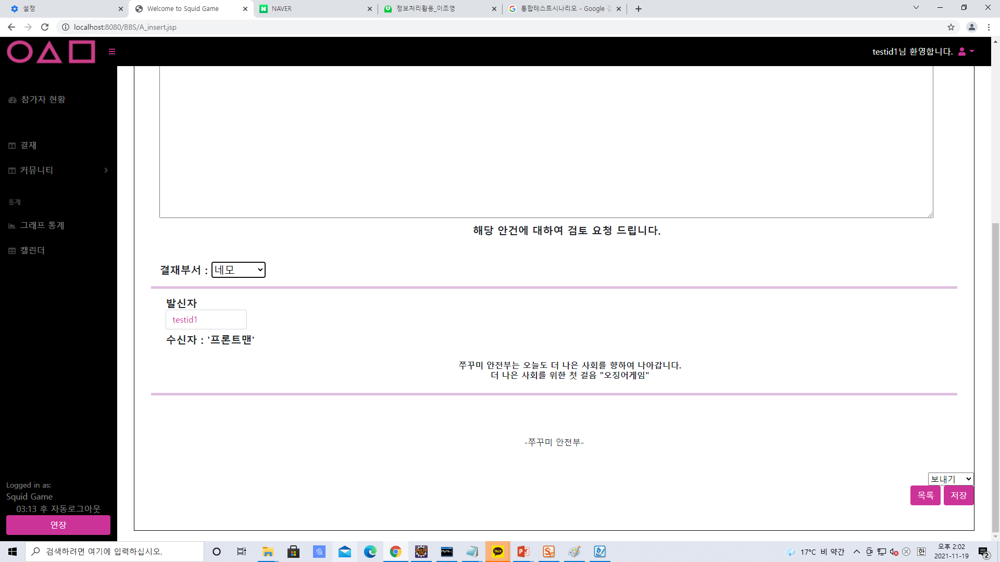 설정
Welcome to Squid Game
NAVER
정보처리활용_이조영
통합테스트시나리오 - Google 검
localhost:8080/BBS/A_insert.jsp
testid1님 환영합니다.
참가자 현황
결재
커뮤니티
통계
그래프 통계
캘린더
Logged in as:
Squid Game
03:13 후 자동로그아웃
연장
해당 안건에 대하여 검토 요청 드립니다.
결재부서 : 네모
발신자
testid1
수신자 : '프론트맨'
쭈꾸미 안전부는 오늘도 더 나은 사회를 향하여 나아갑니다.
더 나은 사회를 위한 첫 걸음 "오징어게임"
-쭈꾸미 안전부-
보내기
목록 저장
검색하려면 여기에 입력하십시오.
TALK
17°C 비 약간
한
오후 2:02
2021-11-19
2